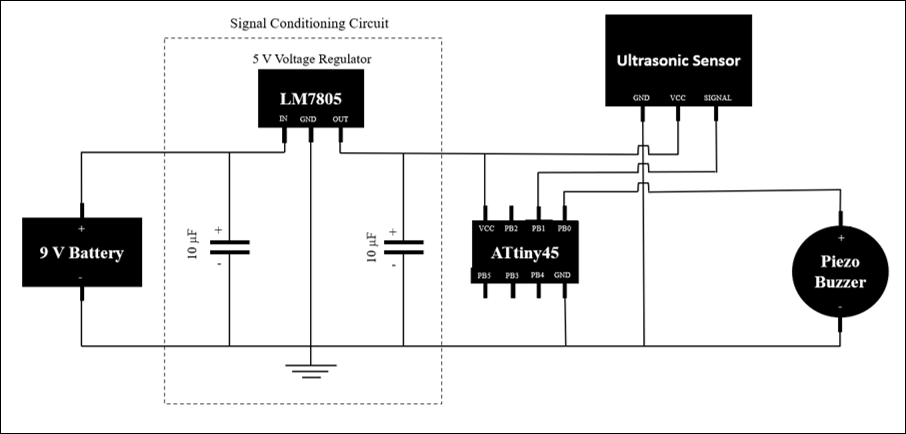 Signal Conditioning Circuit
5 V Voltage Regulator
LM7805
IN GND OUT
Ultrasonic Sensor
GND VCC SIGNAL
+
9 V Battery
-
+
10 µF
-
+
10 µF
-
VCC PB2 PB1 PB0
ATtiny45
PB5 PB3 PB4 GND
+
Piezo
Buzzer
-